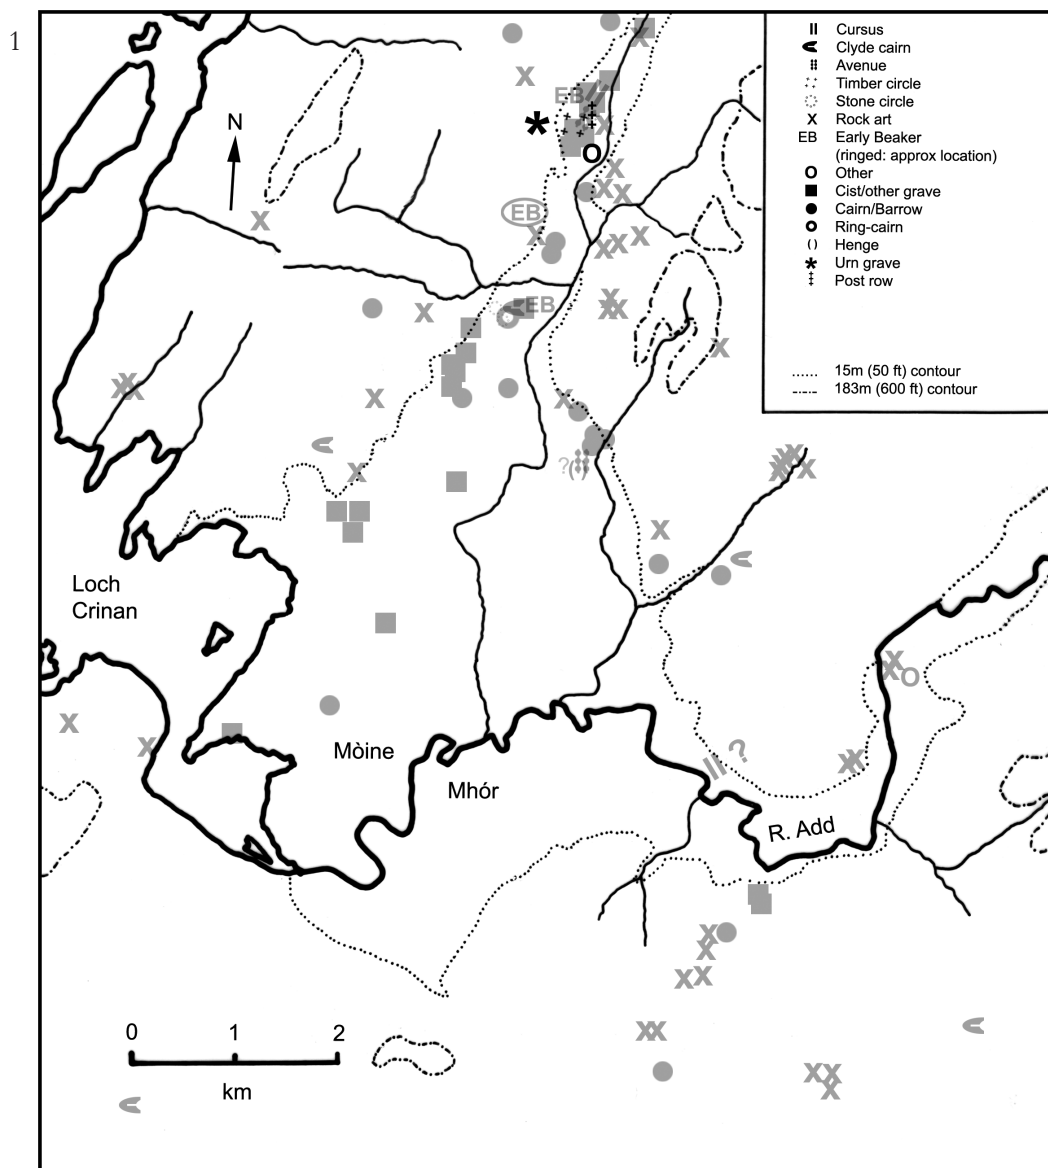 1
Cursus
Clyde cairn
Avenue
Timber circle
Stone circle
X Rock art
EB Early Beaker
(ringed: approx location)
Other
Cist/other grave
Cairn/Barrow
Ring-cairn
() Henge
Urn grave
Post row
15m (50 ft) contour
183m (600 ft) contour
N
EB
EB
EB
?( )
Loch
Crinan
Mòine
Mhór
II ?
R. Add
0 1 2
km